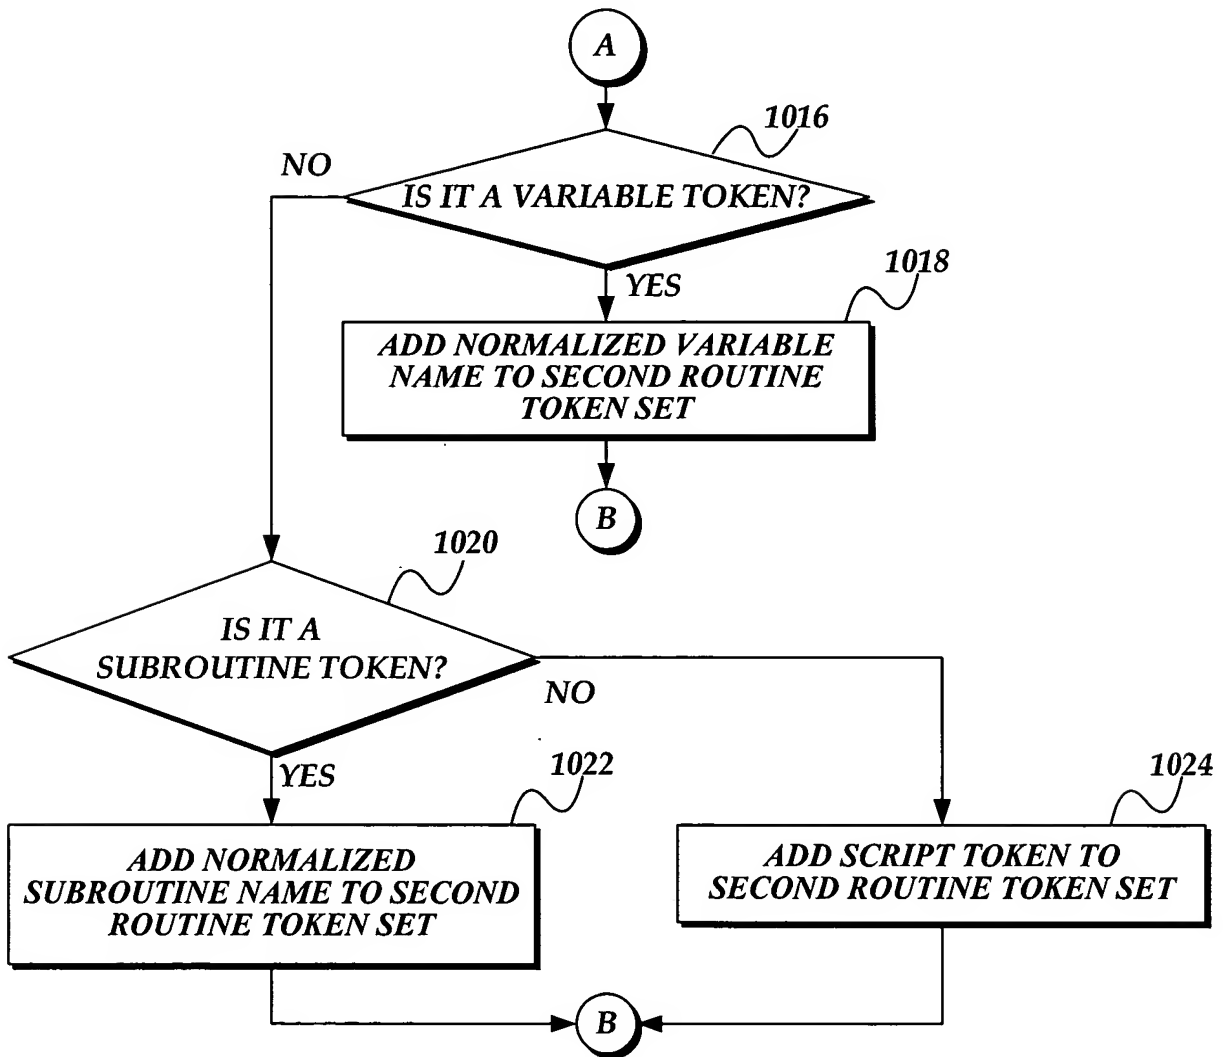 A
1016
NO
IS IT A VARIABLE TOKEN?
YES
1018
ADD NORMALIZED VARIABLE
NAME TO SECOND ROUTINE
TOKEN SET
B
1020
IS IT A
SUBROUTINE TOKEN?
NO
YES
1022
1024
ADD NORMALIZED
SUBROUTINE NAME TO SECOND
ROUTINE TOKEN SET
ADD SCRIPT TOKEN TO
SECOND ROUTINE TOKEN SET
B